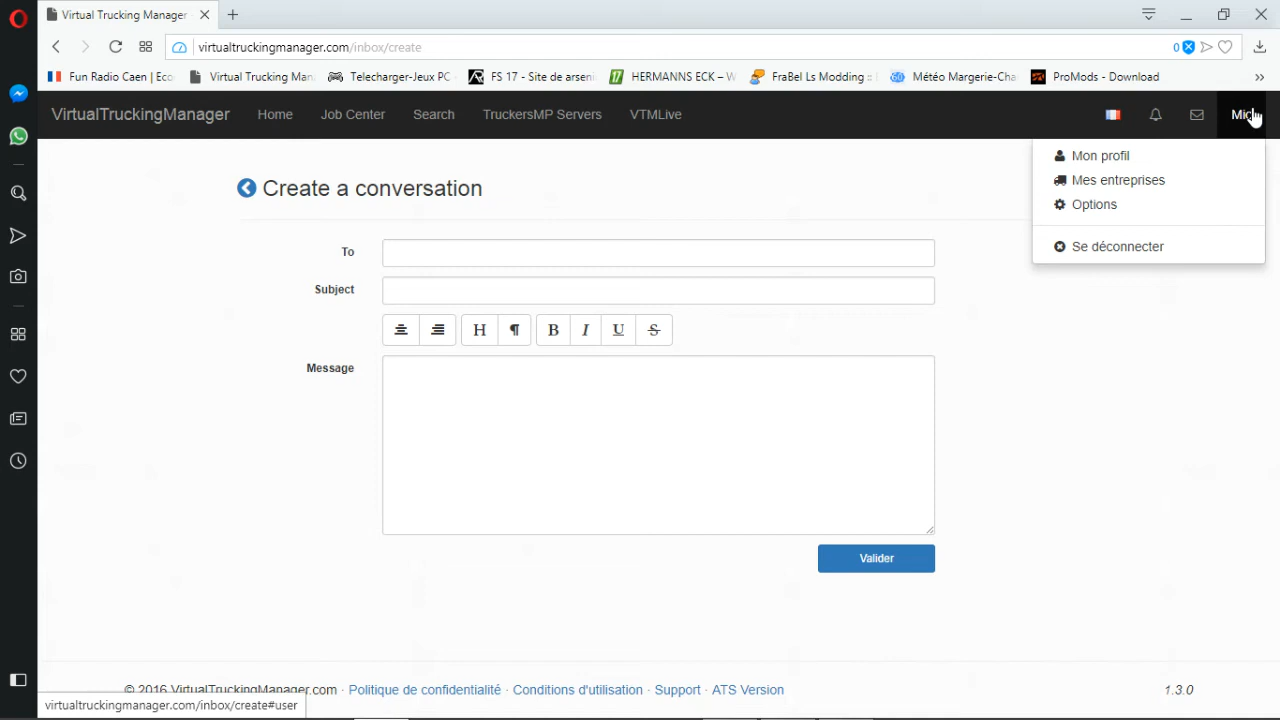 Virtual Trucking Manager
virtualtruckingmanager.com/inbox/create
0
Fun Radio Caen | Eco
Virtual Trucking Man
Telecharger-Jeux PC
FS 17 - Site de arseni
HERMANNS ECK – W
FraBel Ls Modding ::
Météo Margerie-Cha
ProMods - Download
VirtualTruckingManager
Home
Job Center
Search
TruckersMP Servers
VTMLive
Mon profil
Mes entreprises
Options
Se déconnecter
Create a conversation
To
Subject
H ¶ B I U S
Message
Valider
© 2016 VirtualTruckingManager.com · Politique de confidentialité · Conditions d'utilisation · Support · ATS Version
1.3.0
virtualtruckingmanager.com/inbox/create#user